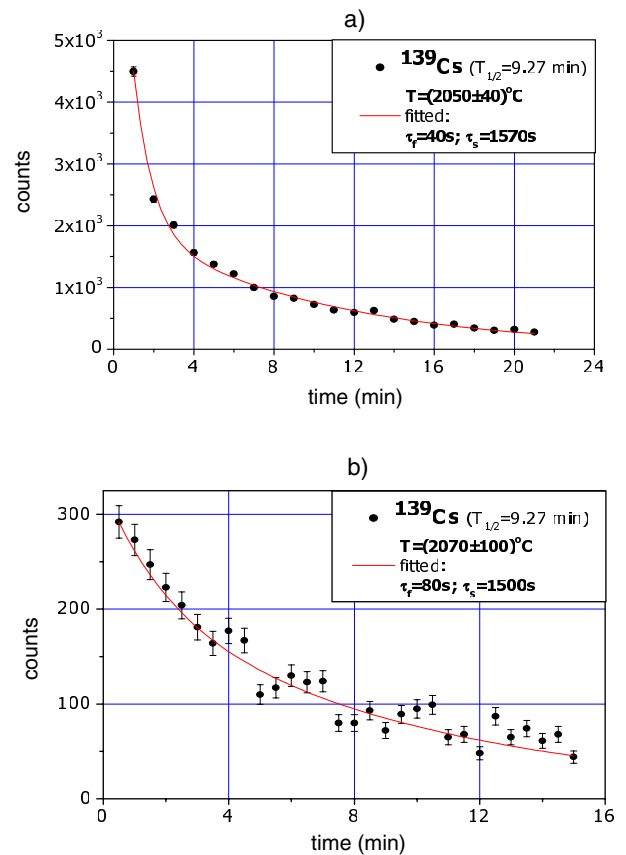 a)
5x10³
4x10³
3x10³
2x10³
1x10³
0
counts
¹³⁹Cs (T₁/₂=9.27 min)
T=(2050±40)°C
fitted:
τf=40s; τs=1570s
0 4 8 12 16 20 24
time (min)
b)
300
200
100
0
counts
¹³⁹Cs (T₁/₂=9.27 min)
T=(2070±100)°C
fitted:
τf=80s; τs=1500s
0 4 8 12 16
time (min)